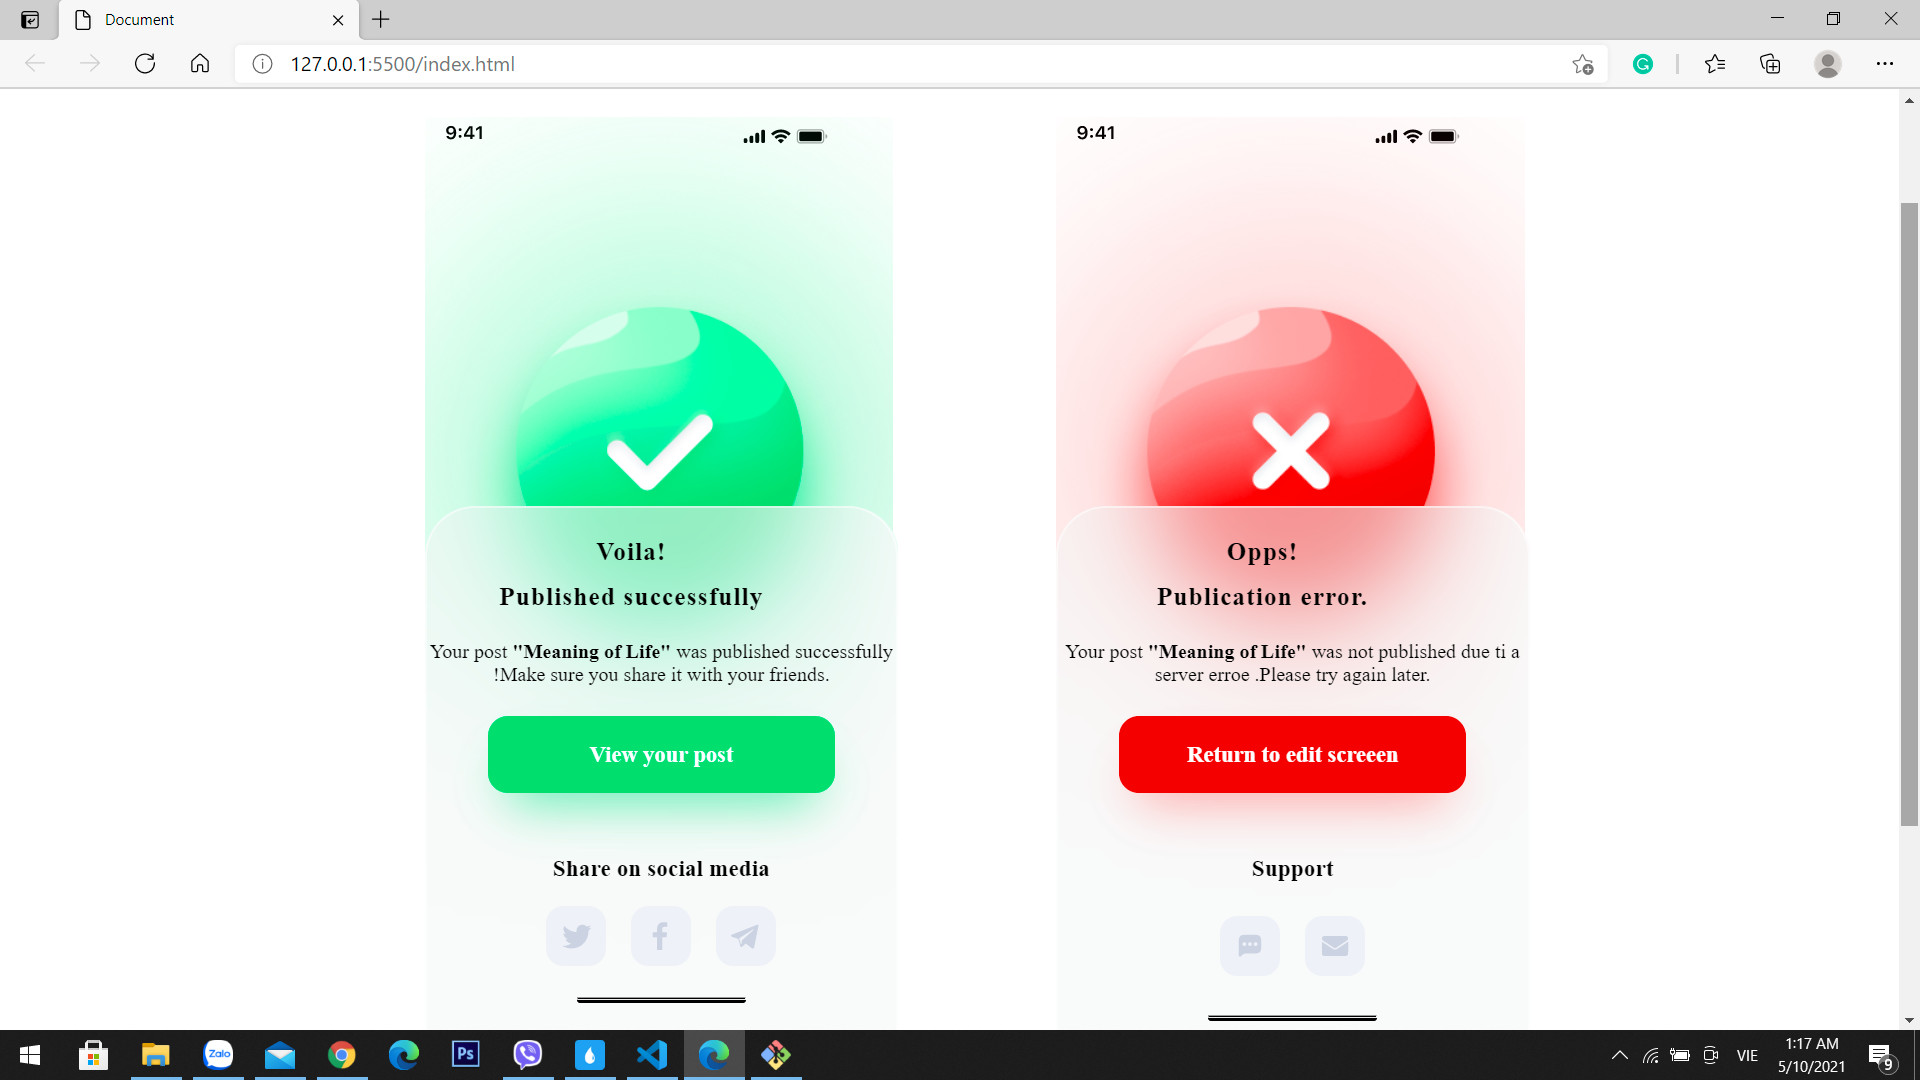 Document
127.0.0.1:5500/index.html
9:41
Voila!
Published successfully
Your post "Meaning of Life" was published successfully
!Make sure you share it with your friends.
View your post
Share on social media
9:41
Opps!
Publication error.
Your post "Meaning of Life" was not published due ti a
server erroe .Please try again later.
Return to edit screeen
Support
Zalo
Ps
VIE
1:17 AM
5/10/2021
9